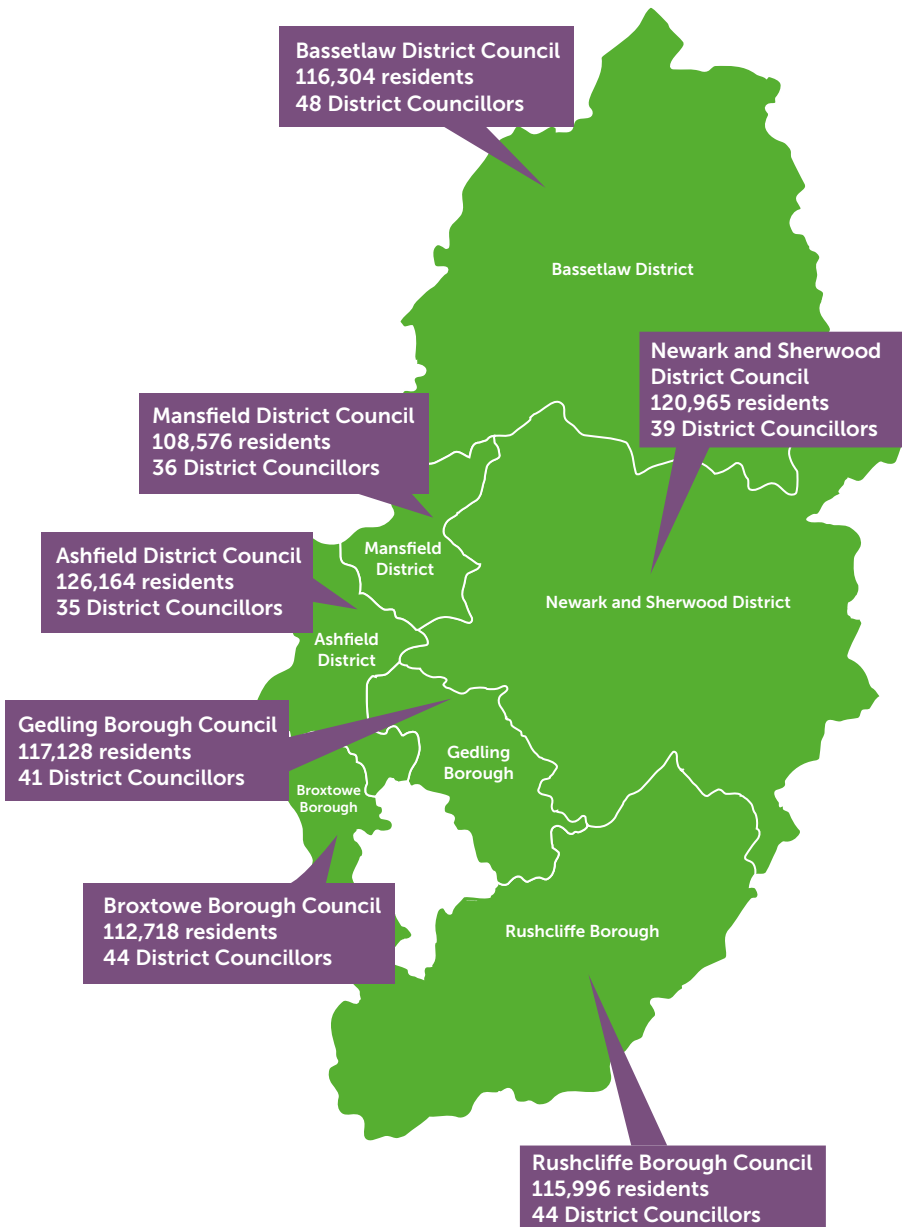 Bassetlaw District Council
116,304 residents
48 District Councillors
Bassetlaw District
Newark and Sherwood
District Council
120,965 residents
39 District Councillors
Mansfield District Council
108,576 residents
36 District Councillors
Mansfield
District
Ashfield District Council
126,164 residents
35 District Councillors
Newark and Sherwood District
Ashfield
District
Gedling Borough Council
117,128 residents
41 District Councillors
Gedling
Borough
Broxtowe
Borough
Broxtowe Borough Council
112,718 residents
44 District Councillors
Rushcliffe Borough
Rushcliffe Borough Council
115,996 residents
44 District Councillors